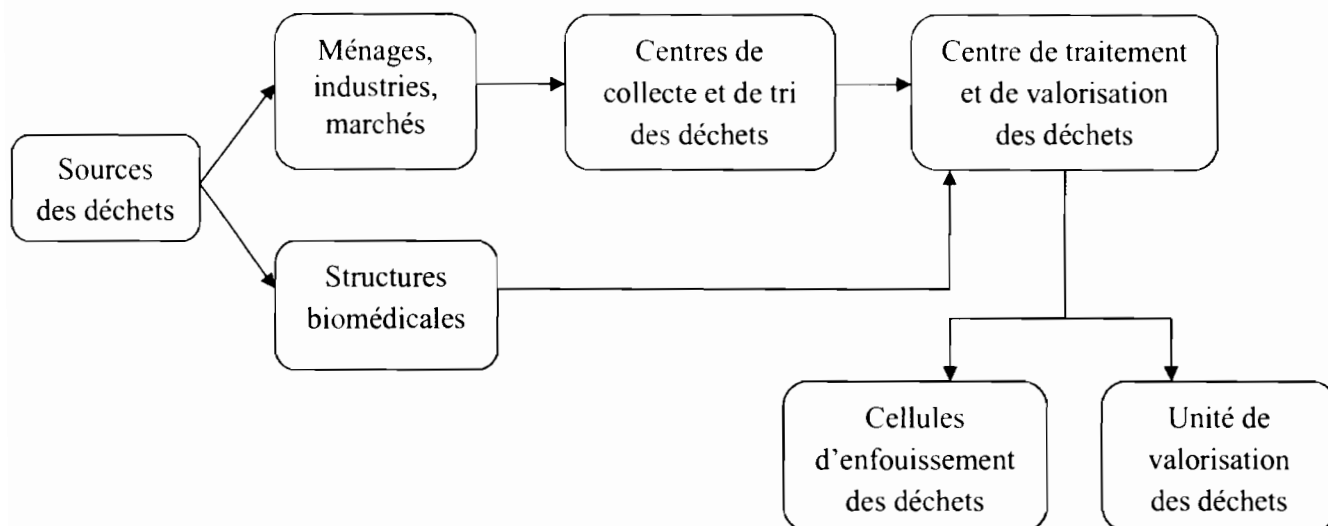 Sources
des déchets
Ménages,
industries,
marchés
Structures
biomédicales
Centres de
collecte et de tri
des déchets
Centre de traitement
et de valorisation
des déchets
Cellules
d'enfouissement
des déchets
Unité de
valorisation
des déchets